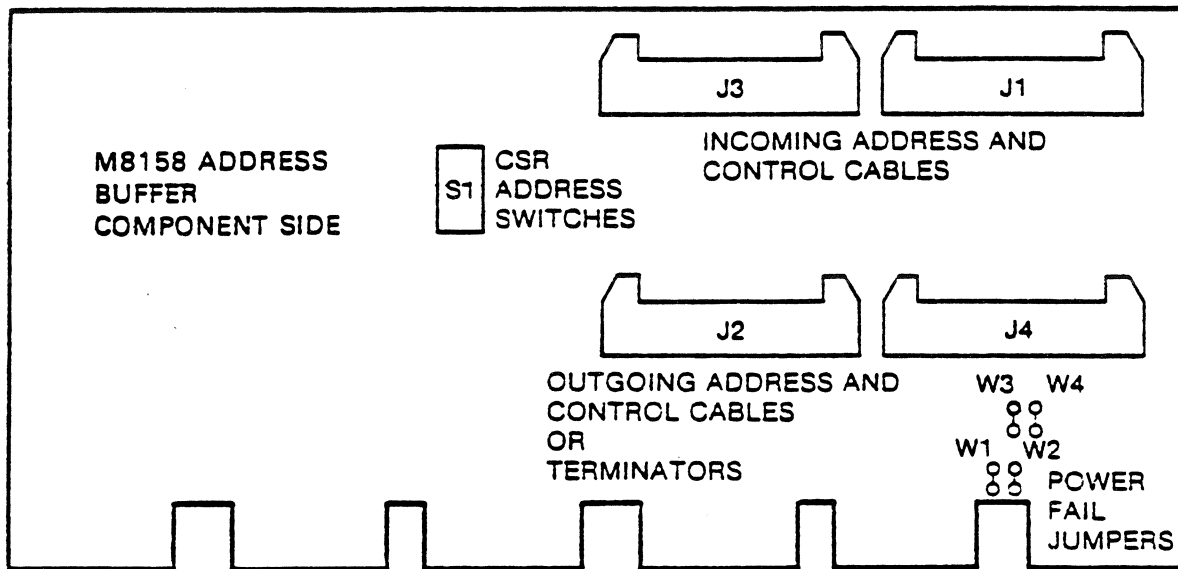 J3
J1
INCOMING ADDRESS AND
CONTROL CABLES
M8158 ADDRESS
BUFFER
COMPONENT SIDE
S1
CSR
ADDRESS
SWITCHES
J2
J4
OUTGOING ADDRESS AND
CONTROL CABLES
OR
TERMINATORS
W3 W4
W1 W2
POWER
FAIL
JUMPERS